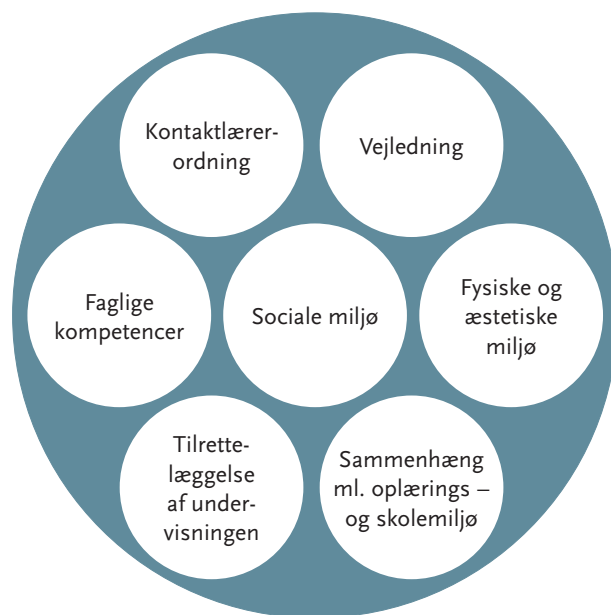 Kontaktlærer-
ordning
Vejledning
Faglige
kompetencer
Sociale miljø
Fysiske og
æstetiske
miljø
Tilrette-
læggelse
af under-
visningen
Sammenhæng
ml. oplærings –
og skolemiljø